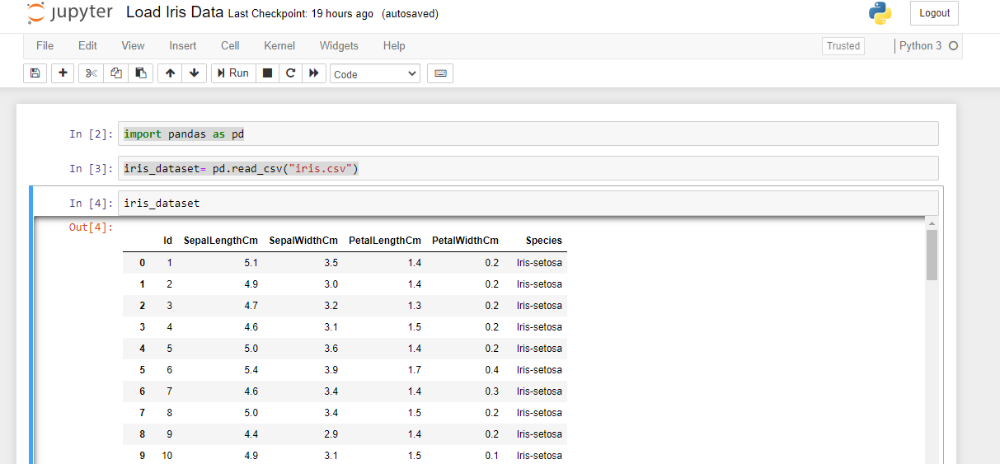 jupyter Load Iris Data Last Checkpoint: 19 hours ago (autosaved) Logout
File Edit View Insert Cell Kernel Widgets Help Trusted Python 3
Run Code
In [2]: import pandas as pd
In [3]: iris_dataset= pd.read_csv("iris.csv")
In [4]: iris_dataset
Out[4]:
Id SepalLengthCm SepalWidthCm PetalLengthCm PetalWidthCm Species
0 1 5.1 3.5 1.4 0.2 Iris-setosa
1 2 4.9 3.0 1.4 0.2 Iris-setosa
2 3 4.7 3.2 1.3 0.2 Iris-setosa
3 4 4.6 3.1 1.5 0.2 Iris-setosa
4 5 5.0 3.6 1.4 0.2 Iris-setosa
5 6 5.4 3.9 1.7 0.4 Iris-setosa
6 7 4.6 3.4 1.4 0.3 Iris-setosa
7 8 5.0 3.4 1.5 0.2 Iris-setosa
8 9 4.4 2.9 1.4 0.2 Iris-setosa
9 10 4.9 3.1 1.5 0.1 Iris-setosa